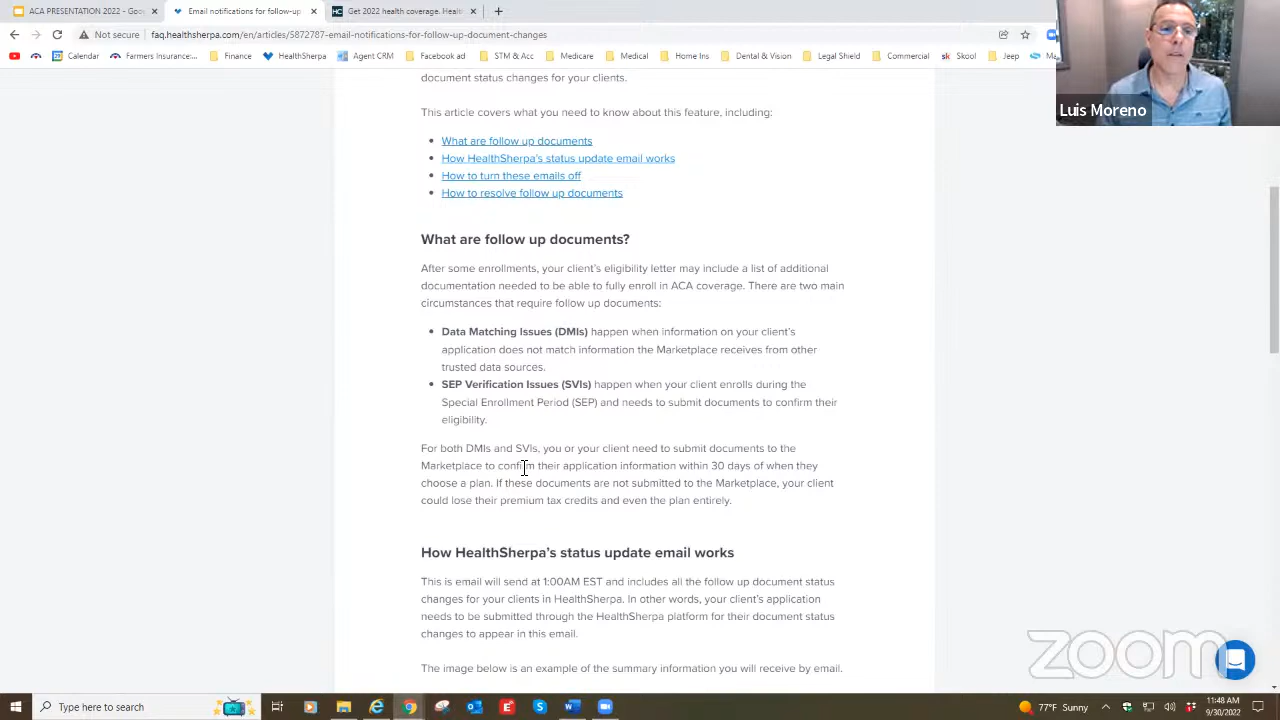 ACA PRESENTATION 2022 - Goo
Email notifications for follow-up
Get 2022 health coverage. Healt
Not secure
faq.healthsherpa.com/en/articles/5872787-email-notifications-for-follow-up-document-changes
Calendar
Farmers Insurance:...
Finance
HealthSherpa
Agent CRM
Facebook ad
STM & Acc
Medicare
Medical
Home Ins
Dental & Vision
Legal Shield
Commercial
sk Skool
Jeep
Ma
Luis Moreno
document status changes for your clients.
This article covers what you need to know about this feature, including:
What are follow up documents
How HealthSherpa's status update email works
How to turn these emails off
How to resolve follow up documents
What are follow up documents?
After some enrollments, your client's eligibility letter may include a list of additional
documentation needed to be able to fully enroll in ACA coverage. There are two main
circumstances that require follow up documents:
Data Matching Issues (DMIs) happen when information on your client's
application does not match information the Marketplace receives from other
trusted data sources.
SEP Verification Issues (SVIs) happen when your client enrolls during the
Special Enrollment Period (SEP) and needs to submit documents to confirm their
eligibility.
For both DMIs and SVIs, you or your client need to submit documents to the
Marketplace to confirm their application information within 30 days of when they
choose a plan. If these documents are not submitted to the Marketplace, your client
could lose their premium tax credits and even the plan entirely.
How HealthSherpa's status update email works
This is email will send at 1:00AM EST and includes all the follow up document status
changes for your clients in HealthSherpa. In other words, your client's application
needs to be submitted through the HealthSherpa platform for their document status
changes to appear in this email.
The image below is an example of the summary information you will receive by email.
zoom
Type here to search
77°F Sunny
11:48 AM
9/30/2022